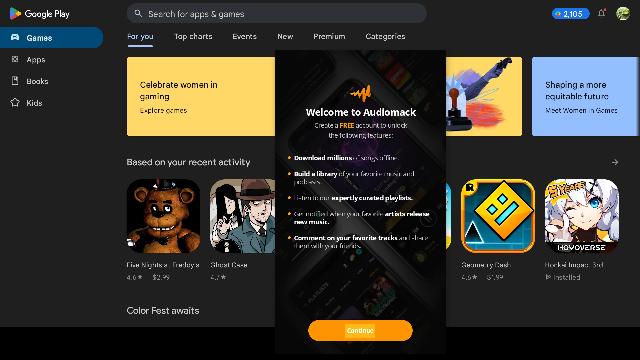 Google Play
Search for apps & games
2,105
Games
Apps
Books
Kids
For you
Top charts
Events
New
Premium
Categories
Celebrate women in
gaming
Explore games
Shaping a more
equitable future
Meet Women in Games
Welcome to Audiomack
Create a FREE account to unlock
the following features:
Download millions of songs offline.
Build a library of your favorite music and
podcasts.
Listen to our expertly curated playlists.
Get notified when your favorite artists release
new music.
Comment on your favorite tracks and share
them with your friends.
Continue
Based on your recent activity
HOYOVERSE
Five Nights a
Freddy's
4.6★ $2.99
Ghost Case
4.7★
Geometry Dash
4.6★ $1.99
Honkai Impact 3rd
Installed
Color Fest awaits